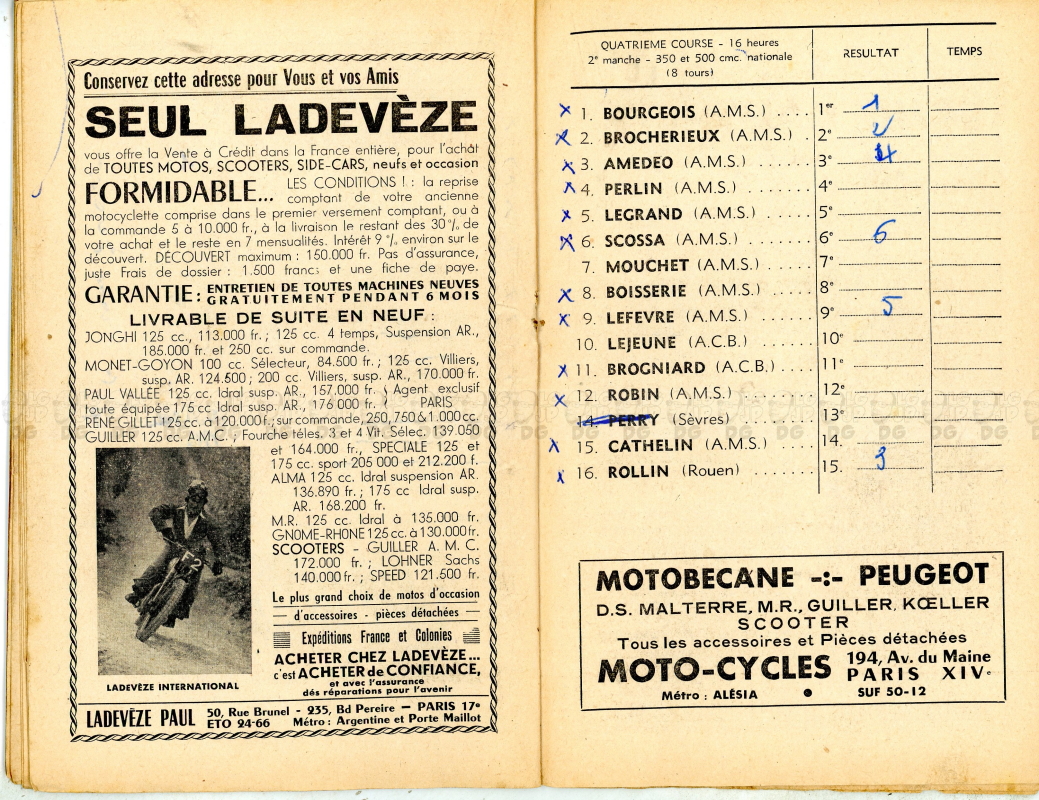 Conservez cette adresse pour Vous et vos Amis
SEUL LADEVÈZE
vous offre la Vente à Crédit dans la France entière, pour l'achat
de TOUTES MOTOS, SCOOTERS, SIDE-CARS, neufs et occasion
FORMIDABLE... LES CONDITIONS ! : la reprise
comptant de votre ancienne
motocyclette comprise dans le premier versement comptant, ou à
la commande 5 à 10.000 fr., à la livraison le restant des 30 % de
votre achat et le reste en 7 mensualités. Intérêt 9 % environ sur le
découvert. DÉCOUVERT maximum : 150.000 fr. Pas d'assurance,
juste Frais de dossier : 1.500 francs et une fiche de paye.
GARANTIE : ENTRETIEN DE TOUTES MACHINES NEUVES
GRATUITEMENT PENDANT 6 MOIS
LIVRABLE DE SUITE EN NEUF :
JONGHI 125 cc., 113.000 fr. ; 125 cc. 4 temps, Suspension AR.,
185.000 fr. et 250 cc. sur commande.
MONET-GOYON 100 cc. Sélecteur, 84.500 fr. ; 125 cc. Villiers,
susp. AR. 124.500 ; 200 cc. Villiers, susp. AR., 170.000 fr.
PAUL VALLÉE 125 cc. Idral susp. AR., 157.000 fr. \ Agent exclusif
toute équipée 175 cc Idral susp. AR., 176 000 fr. ( PARIS
RENÉ GILLET 125 cc. à 120.000 f.; sur commande, 250, 750 & 1.000 cc.
GUILLER 125 cc. A.M.C., Fourche téles. 3 et 4 Vit. Sélec. 139 050
et 164.000 fr., SPECIALE 125 et
175 cc. sport 205 000 et 212.200 f.
ALMA 125 cc. Idral suspension AR.
136.890 fr. ; 175 cc Idral susp.
AR. 168.200 fr.
M.R. 125 cc. Idral à 135.000 fr.
GNOME-RHONE 125 cc. à 130.000 fr.
SCOOTERS - GUILLER A. M. C.
172.000 fr. ; LOHNER Sachs
140.000 fr. ; SPEED 121.500 fr.
Le plus grand choix de motos d'occasion
— d'accessoires - pièces détachées —
Expéditions France et Colonies
ACHETER CHEZ LADEVÈZE...
c'est ACHETER de CONFIANCE,
et avec l'assurance
dés réparations pour l'avenir
F2
LADEVÈZE INTERNATIONAL
LADEVÈZE PAUL 50, Rue Brunel - 235, Bd Pereire — PARIS 17e
ETO 24-66 Métro : Argentine et Porte Maillot
QUATRIEME COURSE - 16 heures
2e manche - 350 et 500 cmc. nationale
(8 tours)
RESULTAT
TEMPS
x 1. BOURGEOIS (A.M.S.) .... 1er 1
x 2. BROCHERIEUX (A.M.S.) . 2e 2
x 3. AMEDEO (A.M.S.) ...... 3e 4
x 4. PERLIN (A.M.S.) ....... 4e
x 5. LEGRAND (A.M.S.) ..... 5e
x 6. SCOSSA (A.M.S.) ....... 6e 6
7. MOUCHET (A.M.S.) .... 7e
x 8. BOISSERIE (A.M.S.) .... 8e
x 9. LEFEVRE (A.M.S.) ...... 9e 5
10. LEJEUNE (A.C.B.) ...... 10e
x 11. BROGNIARD (A.C.B.) ... 11e
x 12. ROBIN (A.M.S.) ........ 12e
14. PERRY (Sèvres) ........ 13e
x 15. CATHELIN (A.M.S.) .... 14.
x 16. ROLLIN (Rouen) ....... 15. 3
MOTOBECANE -:- PEUGEOT
D.S. MALTERRE, M.R., GUILLER, KŒLLER
SCOOTER
Tous les accessoires et Pièces détachées
MOTO-CYCLES 194, Av. du Maine
PARIS XIVe
Métro : ALÉSIA ● SUF 50-12